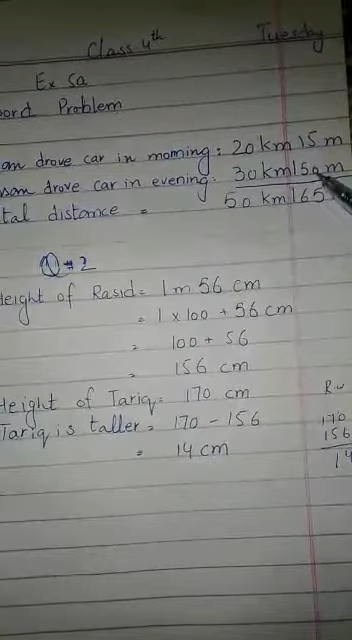 Class 4th Tuesday
Ex 5a
ord Problem
an drove car in morning: 20 km 15 m
son drove car in evening: 30 km 150 m
tal distance = 50 km 165
Q # 2
Height of Rasid = 1m 56 cm
= 1 x 100 + 56 cm
= 100 + 56
= 156 cm
Height of Tariq = 170 cm
Tariq is taller = 170 - 156
= 14 cm
R.w
170
156
14